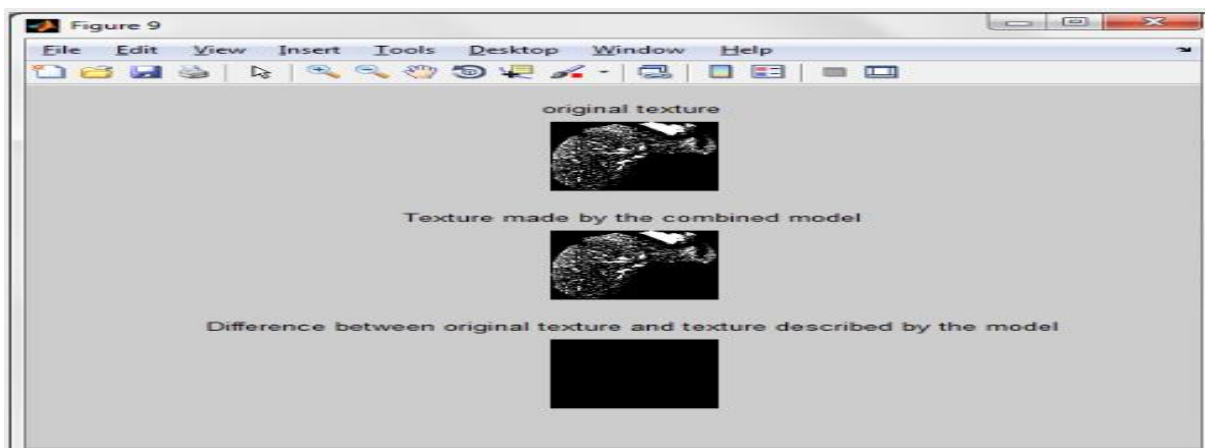 Figure 9
File Edit View Insert Tools Desktop Window Help
original texture
Texture made by the combined model
Difference between original texture and texture described by the model